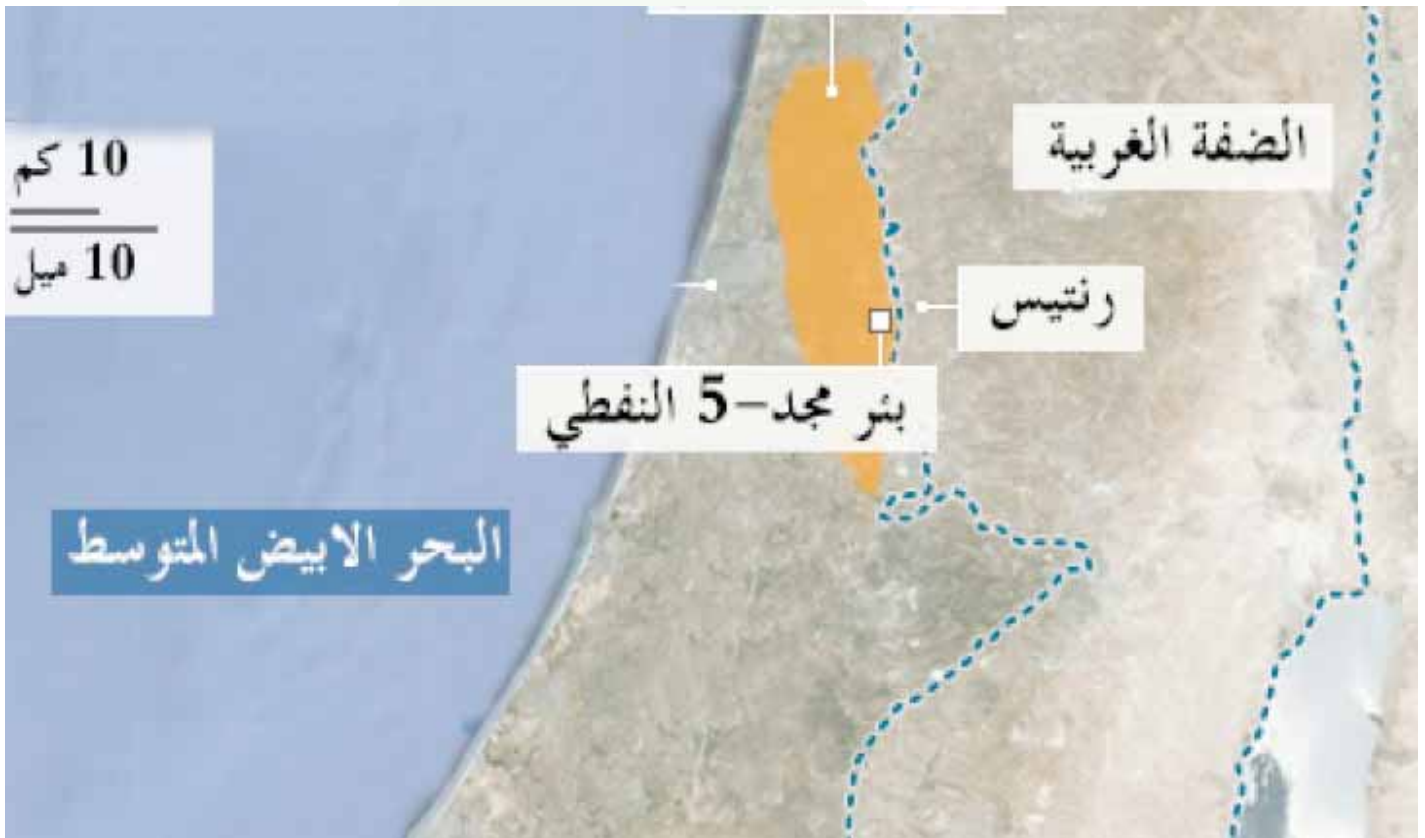 الضفة الغربية
10 كم
10 ميل
رنتيس
بئر مجد-5 النفطي
البحر الابيض المتوسط